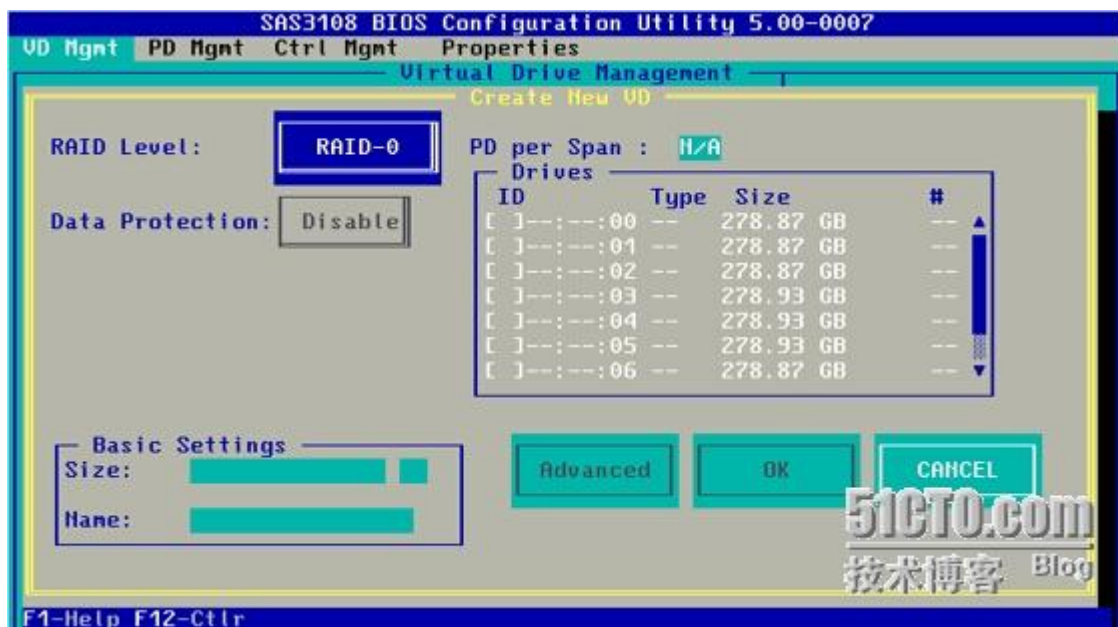 SAS3108 BIOS Configuration Utility 5.00-0007
VD Mgmt PD Mgmt Ctrl Mgmt Properties
Virtual Drive Management
Create New VD
RAID Level: RAID-0
PD per Span : N/A
Data Protection: Disable
Drives
ID Type Size #
[ ]--:--:00 -- 278.87 GB --
[ ]--:--:01 -- 278.87 GB --
[ ]--:--:02 -- 278.87 GB --
[ ]--:--:03 -- 278.93 GB --
[ ]--:--:04 -- 278.93 GB --
[ ]--:--:05 -- 278.93 GB --
[ ]--:--:06 -- 278.87 GB --
Basic Settings
Size:
Name:
Advanced OK CANCEL
51CTO.com
技术博客 Blog
F1-Help F12-Ctlr